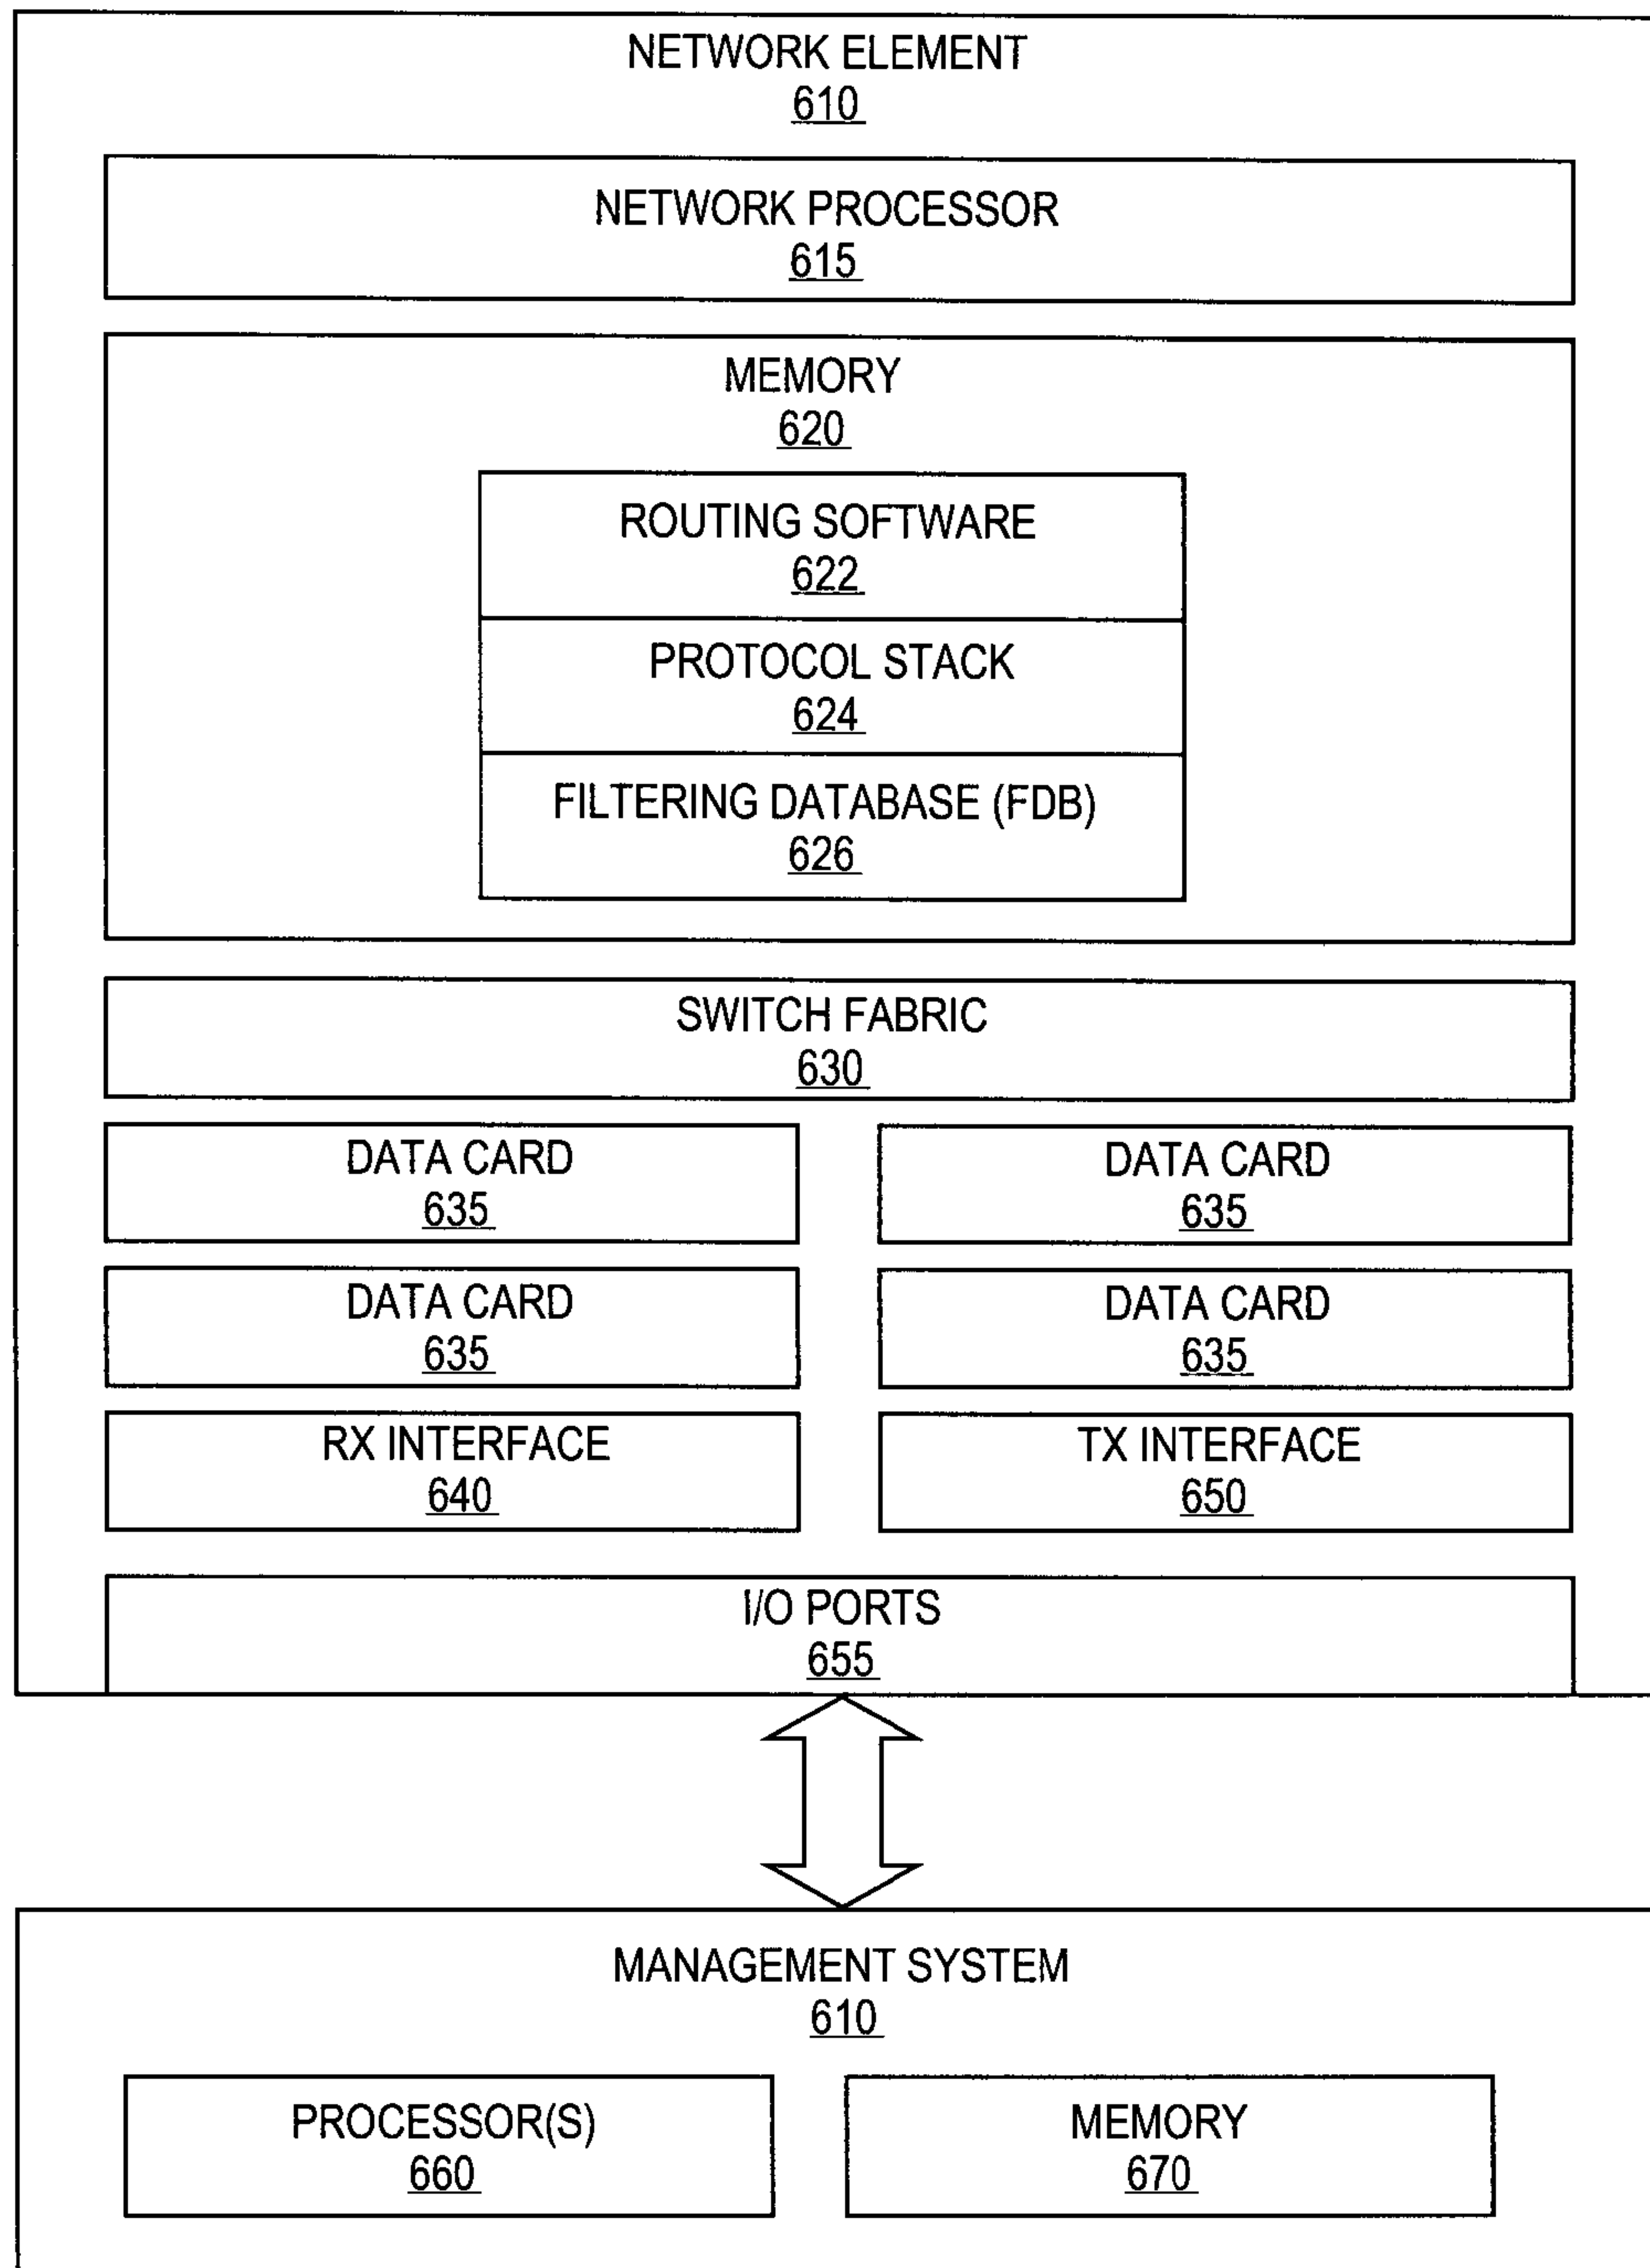 NETWORK ELEMENT
610
NETWORK PROCESSOR
615
MEMORY
620
ROUTING SOFTWARE
622
PROTOCOL STACK
624
FILTERING DATABASE (FDB)
626
SWITCH FABRIC
630
DATA CARD
635
DATA CARD
635
DATA CARD
635
DATA CARD
635
RX INTERFACE
640
TX INTERFACE
650
I/O PORTS
655
MANAGEMENT SYSTEM
610
PROCESSOR(S)
660
MEMORY
670